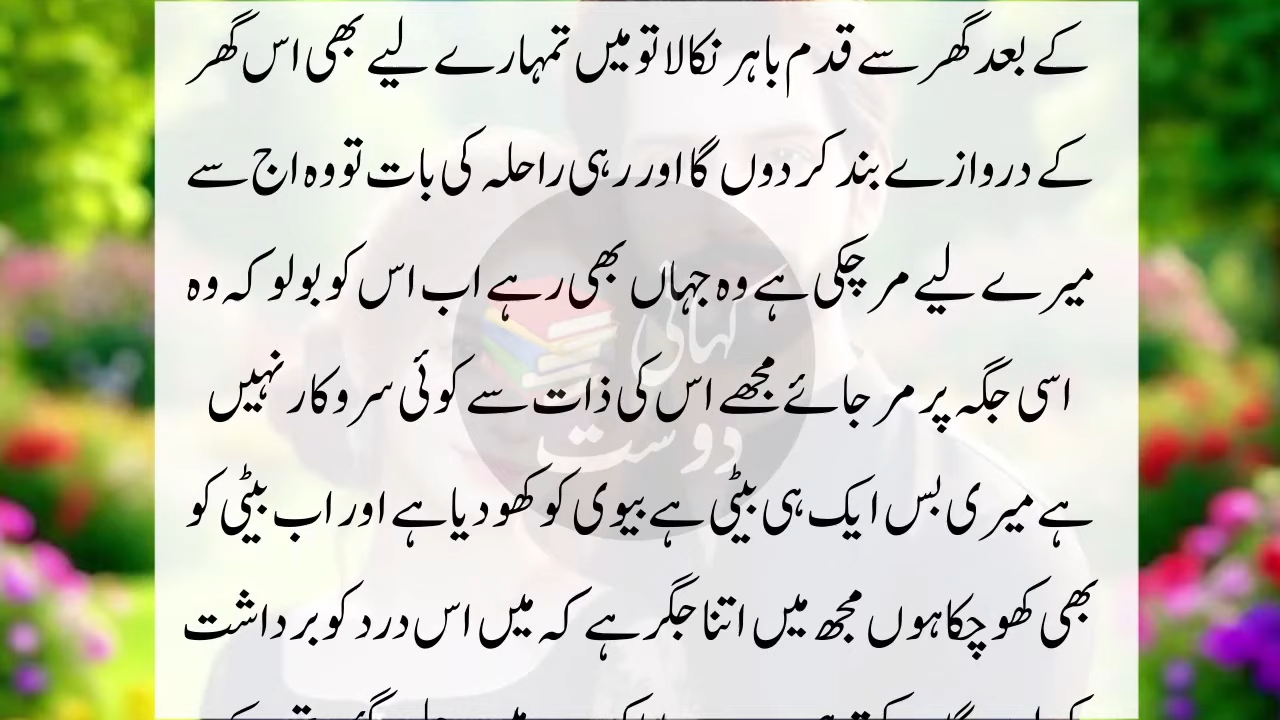 کے بعد گھر سے قدم باہر نکالا تو میں تمہارے لیے بھی اس گھر
کے دروازے بند کر دوں گا اور رہی راحلہ کی بات تو وہ اج سے
میرے لیے مر چکی ہے وہ جہاں بھی رہے اب اس کو بولو کہ وہ
اسی جگہ پر مر جائے مجھے اس کی ذات سے کوئی سروکار نہیں
ہے میری بس ایک ہی بیٹی ہے بیوی کو کھو دیا ہے اور اب بیٹی کو
بھی کھو چکا ہوں مجھ میں اتنا جگر ہے کہ میں اس درد کو برداشت
کہانی
دوست